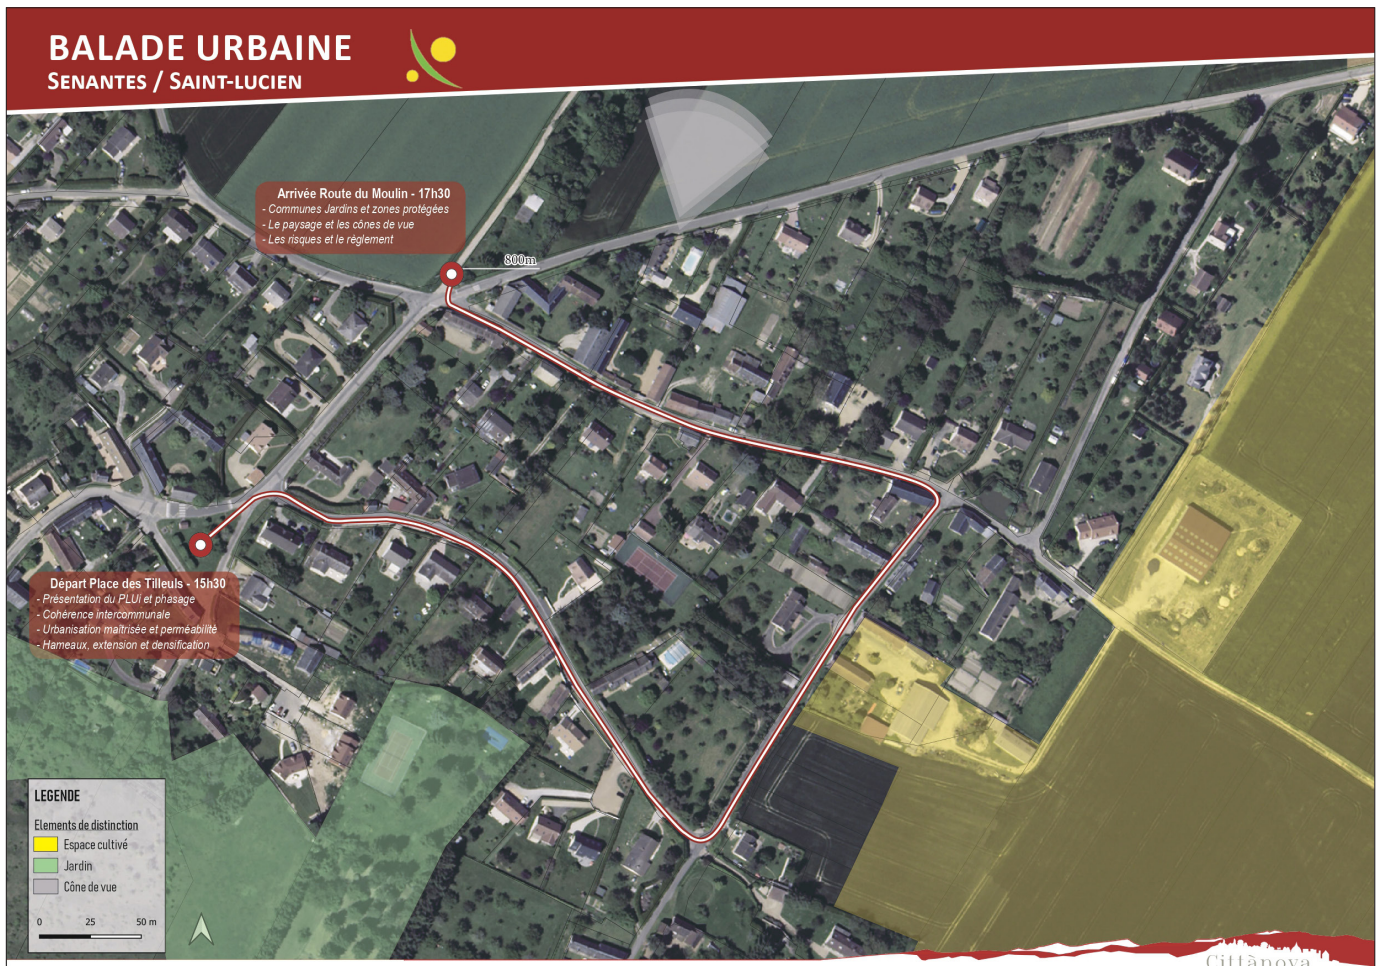 BALADE URBAINE
SENANTES / SAINT-LUCIEN
Arrivée Route du Moulin - 17h30
- Communes Jardins et zones protégées
- Le paysage et les cônes de vue
- Les risques et le règlement
800m
Départ Place des Tilleuls - 15h30
- Présentation du PLUi et phasage
- Cohérence intercommunale
- Urbanisation maîtrisée et perméabilité
- Hameaux, extension et densification
LEGENDE
Elements de distinction
Espace cultivé
Jardin
Cône de vue
0 25 50 m
Cittànova